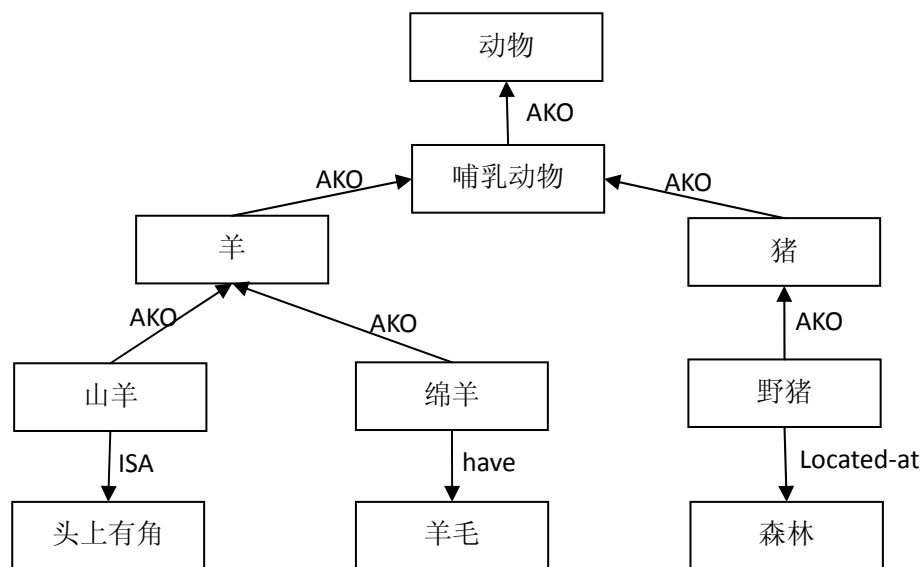 动物
AKO
哺乳动物
AKO
AKO
羊
猪
AKO
AKO
AKO
山羊
绵羊
野猪
ISA
have
Located-at
头上有角
羊毛
森林